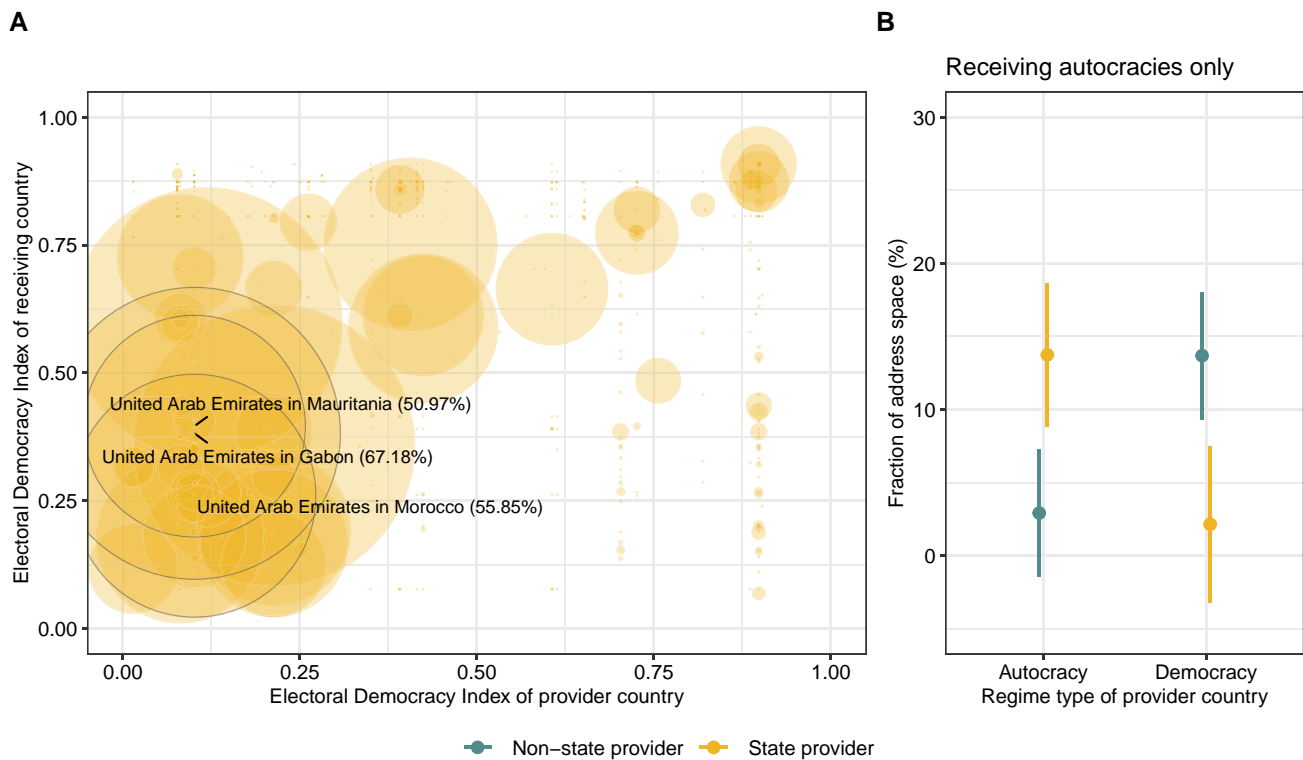 A
B
Receiving autocracies only
Electoral Democracy Index of receiving country
1.00
0.75
0.50
0.25
0.00
United Arab Emirates in Mauritania (50.97%)
United Arab Emirates in Gabon (67.18%)
United Arab Emirates in Morocco (55.85%)
0.00 0.25 0.50 0.75 1.00
Electoral Democracy Index of provider country
Fraction of address space (%)
30
20
10
0
Autocracy Democracy
Regime type of provider country
Non−state provider State provider